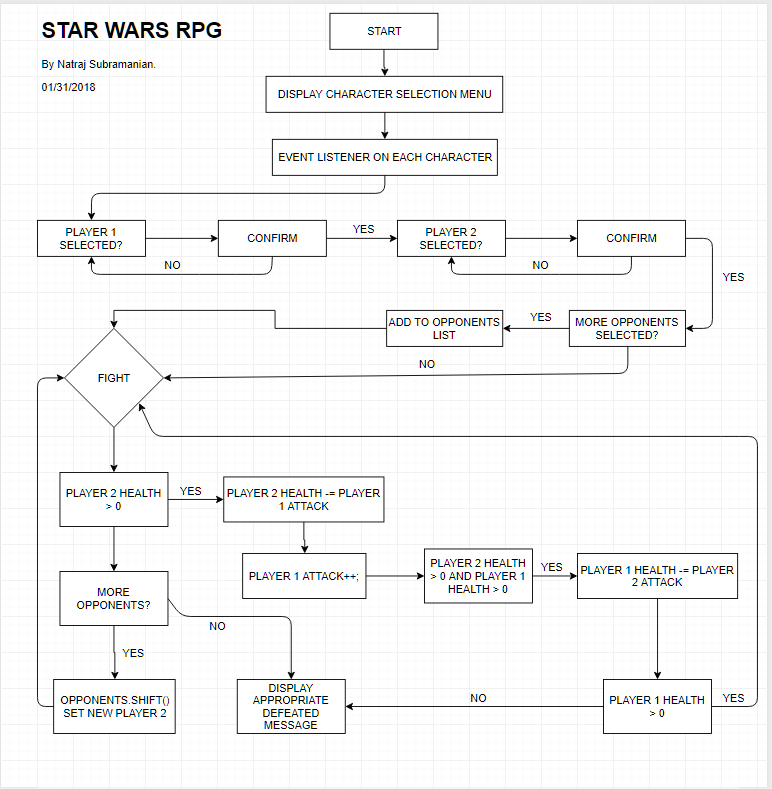 STAR WARS RPG
By Natraj Subramanian.
01/31/2018
START
DISPLAY CHARACTER SELECTION MENU
EVENT LISTENER ON EACH CHARACTER
PLAYER 1
SELECTED?
CONFIRM
YES
PLAYER 2
SELECTED?
CONFIRM
NO
NO
YES
ADD TO OPPONENTS
LIST
YES
MORE OPPONENTS
SELECTED?
NO
FIGHT
PLAYER 2 HEALTH
> 0
YES
PLAYER 2 HEALTH -= PLAYER
1 ATTACK
PLAYER 1 ATTACK++;
PLAYER 2 HEALTH
> 0 AND PLAYER 1
HEALTH > 0
YES
PLAYER 1 HEALTH -= PLAYER
2 ATTACK
MORE
OPPONENTS?
NO
YES
OPPONENTS.SHIFT()
SET NEW PLAYER 2
DISPLAY
APPROPRIATE
DEFEATED
MESSAGE
NO
PLAYER 1 HEALTH
> 0
YES